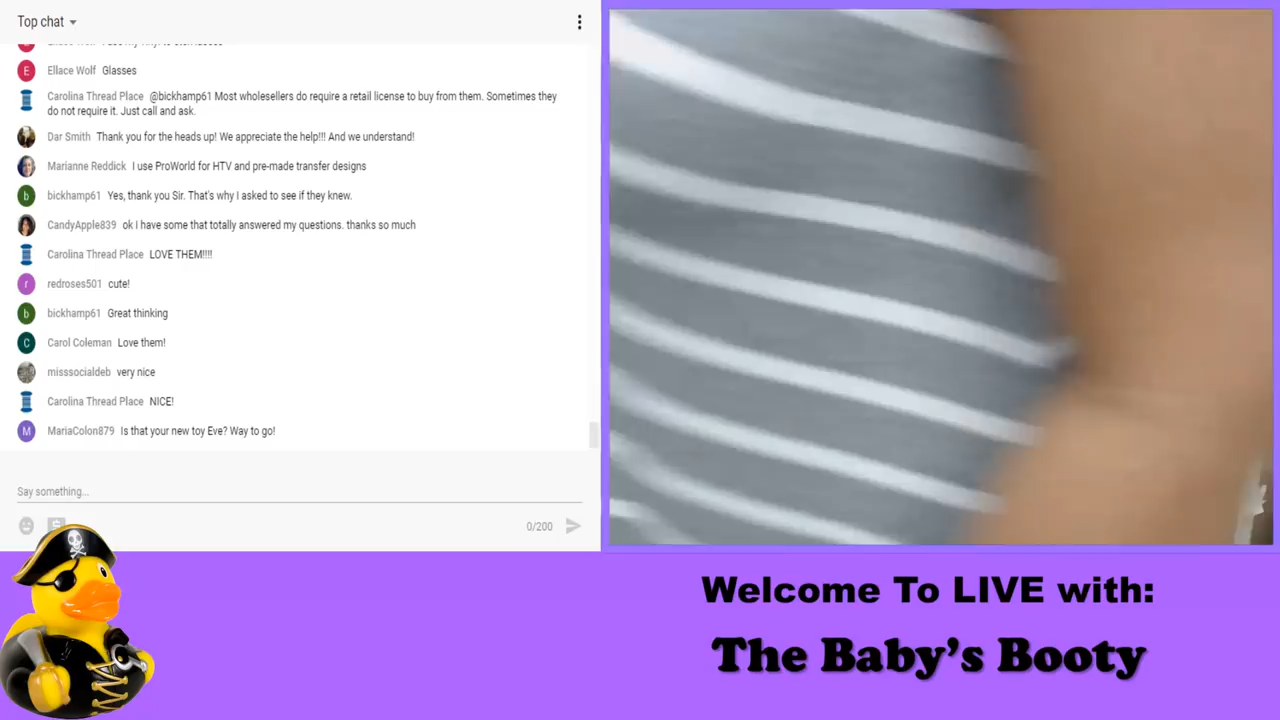 Top chat
Ellace Wolf Glasses
Carolina Thread Place @bickhamp61 Most wholesellers do require a retail license to buy from them. Sometimes they
do not require it. Just call and ask.
Dar Smith Thank you for the heads up! We appreciate the help!!! And we understand!
Marianne Reddick I use ProWorld for HTV and pre-made transfer designs
bickhamp61 Yes, thank you Sir. That's why I asked to see if they knew.
CandyApple839 ok I have some that totally answered my questions. thanks so much
Carolina Thread Place LOVE THEM!!!!
redroses501 cute!
bickhamp61 Great thinking
Carol Coleman Love them!
misssocialdeb very nice
Carolina Thread Place NICE!
MariaColon879 Is that your new toy Eve? Way to go!
Say something...
0/200
Welcome To LIVE with:
The Baby's Booty